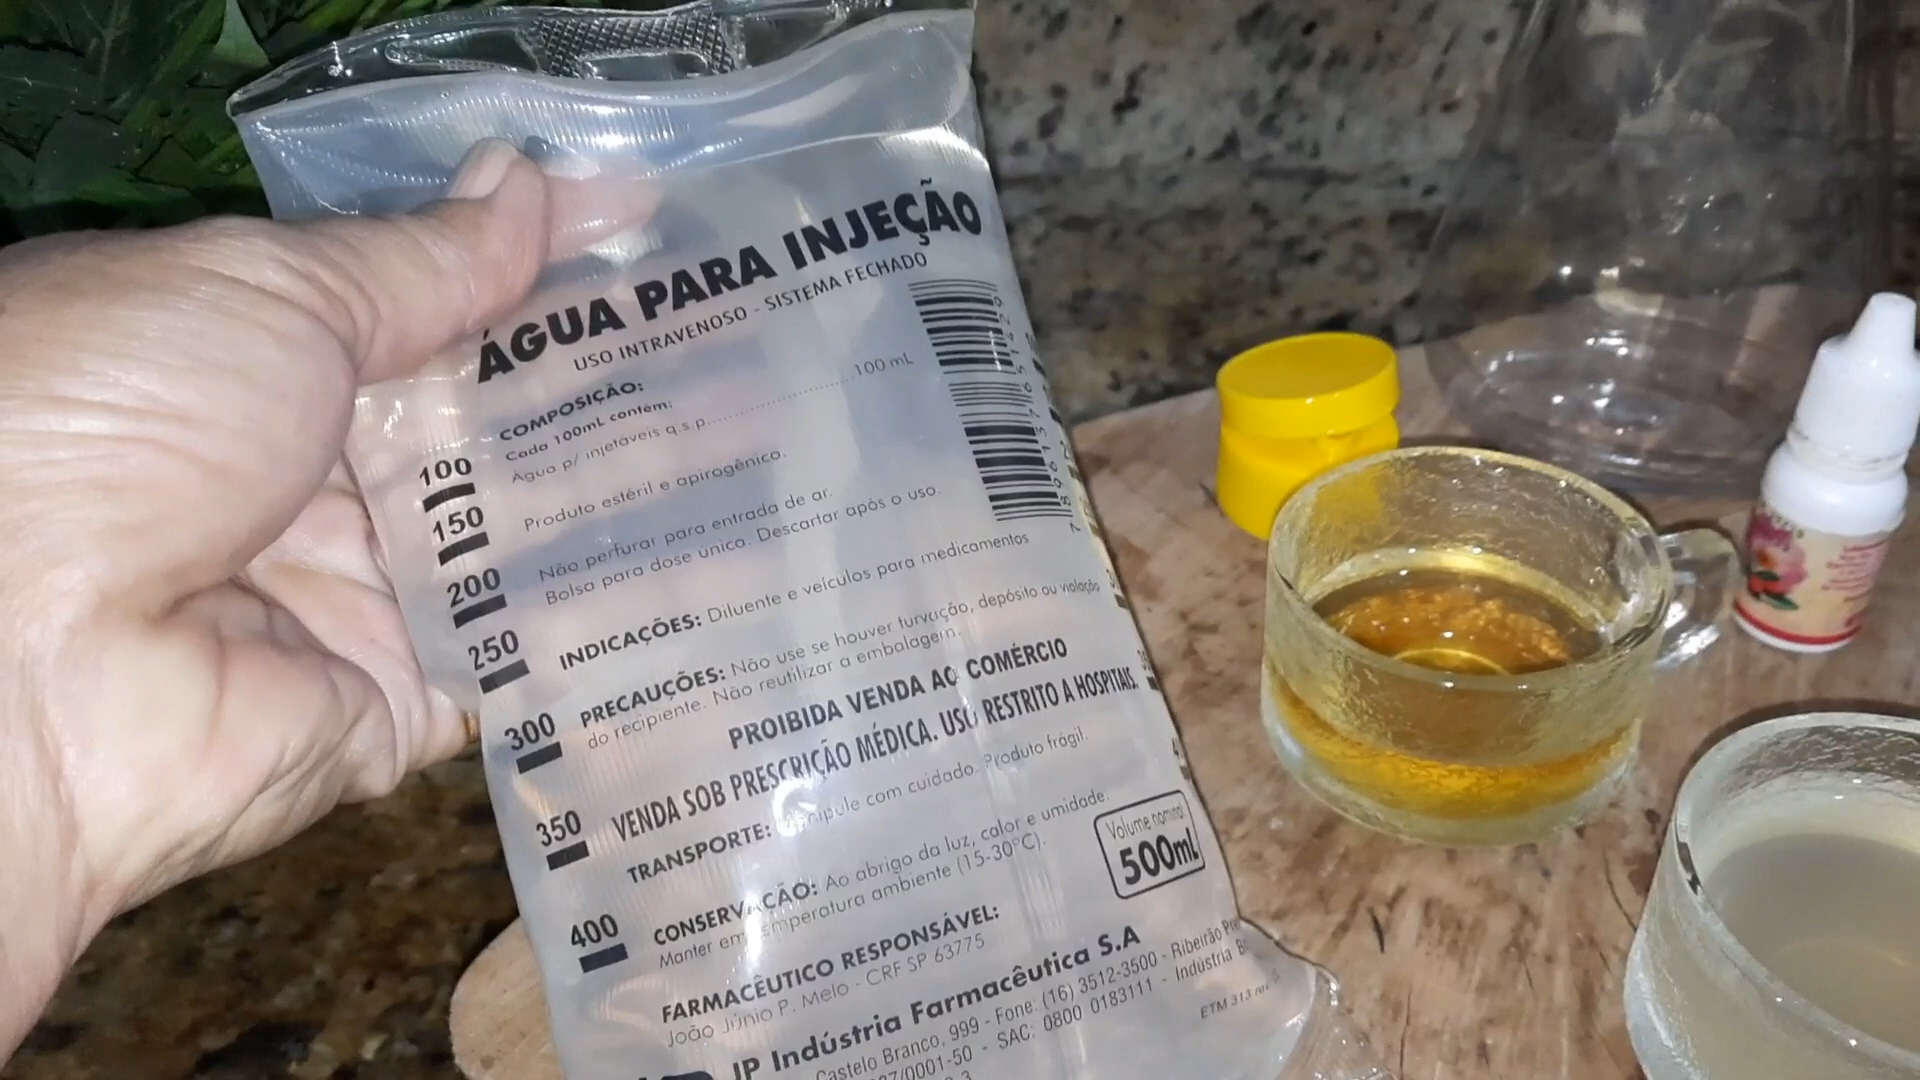 ÁGUA PARA INJEÇÃO
USO INTRAVENOSO - SISTEMA FECHADO
COMPOSIÇÃO:
Cada 100mL contém:
Água p/ injetáveis q.s.p. 100 mL
Produto estéril e apirogênico.
Não perfurar para entrada de ar.
Bolsa para dose única. Descartar após o uso.
INDICAÇÕES: Diluente e veículos para medicamentos
PRECAUÇÕES: Não use se houver turvação, depósito ou violação
do recipiente. Não reutilizar a embalagem.
PROIBIDA VENDA AO COMÉRCIO
VENDA SOB PRESCRIÇÃO MÉDICA. USO RESTRITO A HOSPITAIS.
TRANSPORTE: Manipule com cuidado. Produto frágil.
CONSERVAÇÃO: Ao abrigo da luz, calor e umidade.
Manter em temperatura ambiente (15-30°C).
Volume nominal
500mL
FARMACÊUTICO RESPONSÁVEL:
João Júnio P. Melo - CRF SP 63775
JP Indústria Farmacêutica S.A
Castelo Branco, 999 - Fone: (16) 3512-3500 - Ribeirão
- SAC: 0800 0183111 - Indústria
ETM 313
100
150
200
250
300
350
400